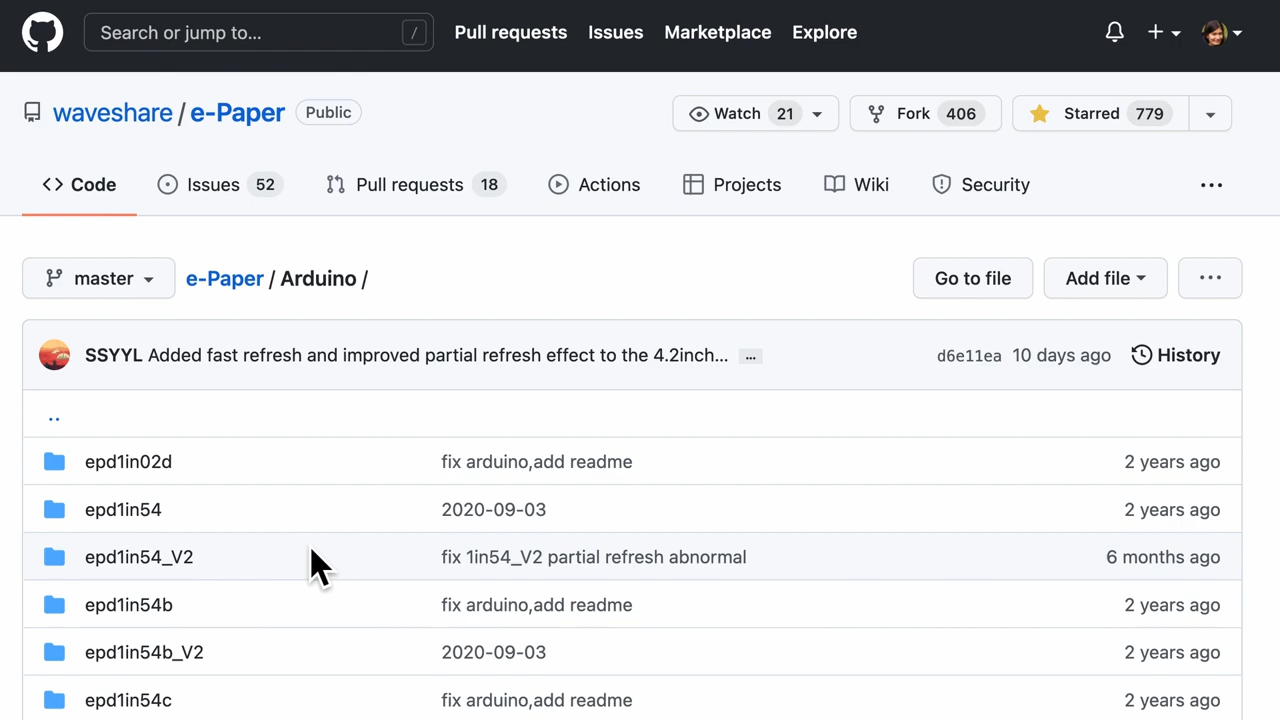 Search or jump to... / Pull requests Issues Marketplace Explore
waveshare / e-Paper Public Watch 21 Fork 406 Starred 779
Code Issues 52 Pull requests 18 Actions Projects Wiki Security ...
master e-Paper / Arduino / Go to file Add file ...
SSYYL Added fast refresh and improved partial refresh effect to the 4.2inch... ... d6e11ea 10 days ago History
..
epd1in02d fix arduino,add readme 2 years ago
epd1in54 2020-09-03 2 years ago
epd1in54_V2 fix 1in54_V2 partial refresh abnormal 6 months ago
epd1in54b fix arduino,add readme 2 years ago
epd1in54b_V2 2020-09-03 2 years ago
epd1in54c fix arduino,add readme 2 years ago